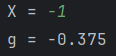 X = -1
g = -0.375